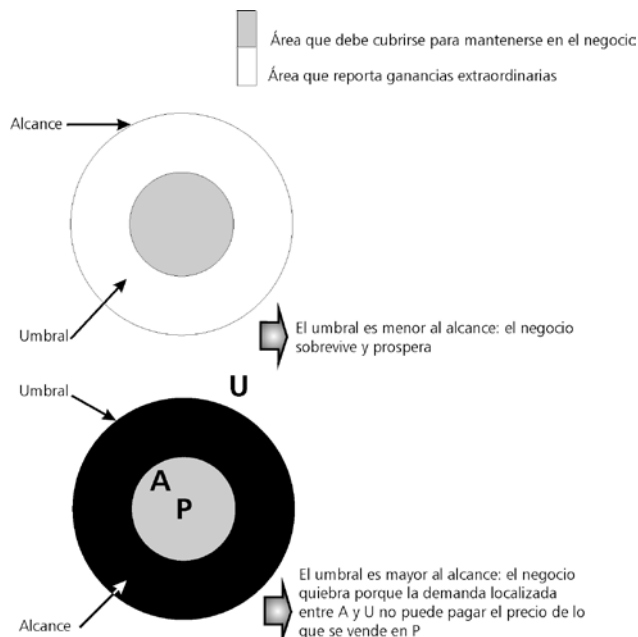 Área que debe cubrirse para mantenerse en el negocio
Área que reporta ganancias extraordinarias
Alcance
Umbral
El umbral es menor al alcance: el negocio
sobrevive y prospera
Umbral
U
A
P
Alcance
El umbral es mayor al alcance: el negocio
quiebra porque la demanda localizada
entre A y U no puede pagar el precio de lo
que se vende en P